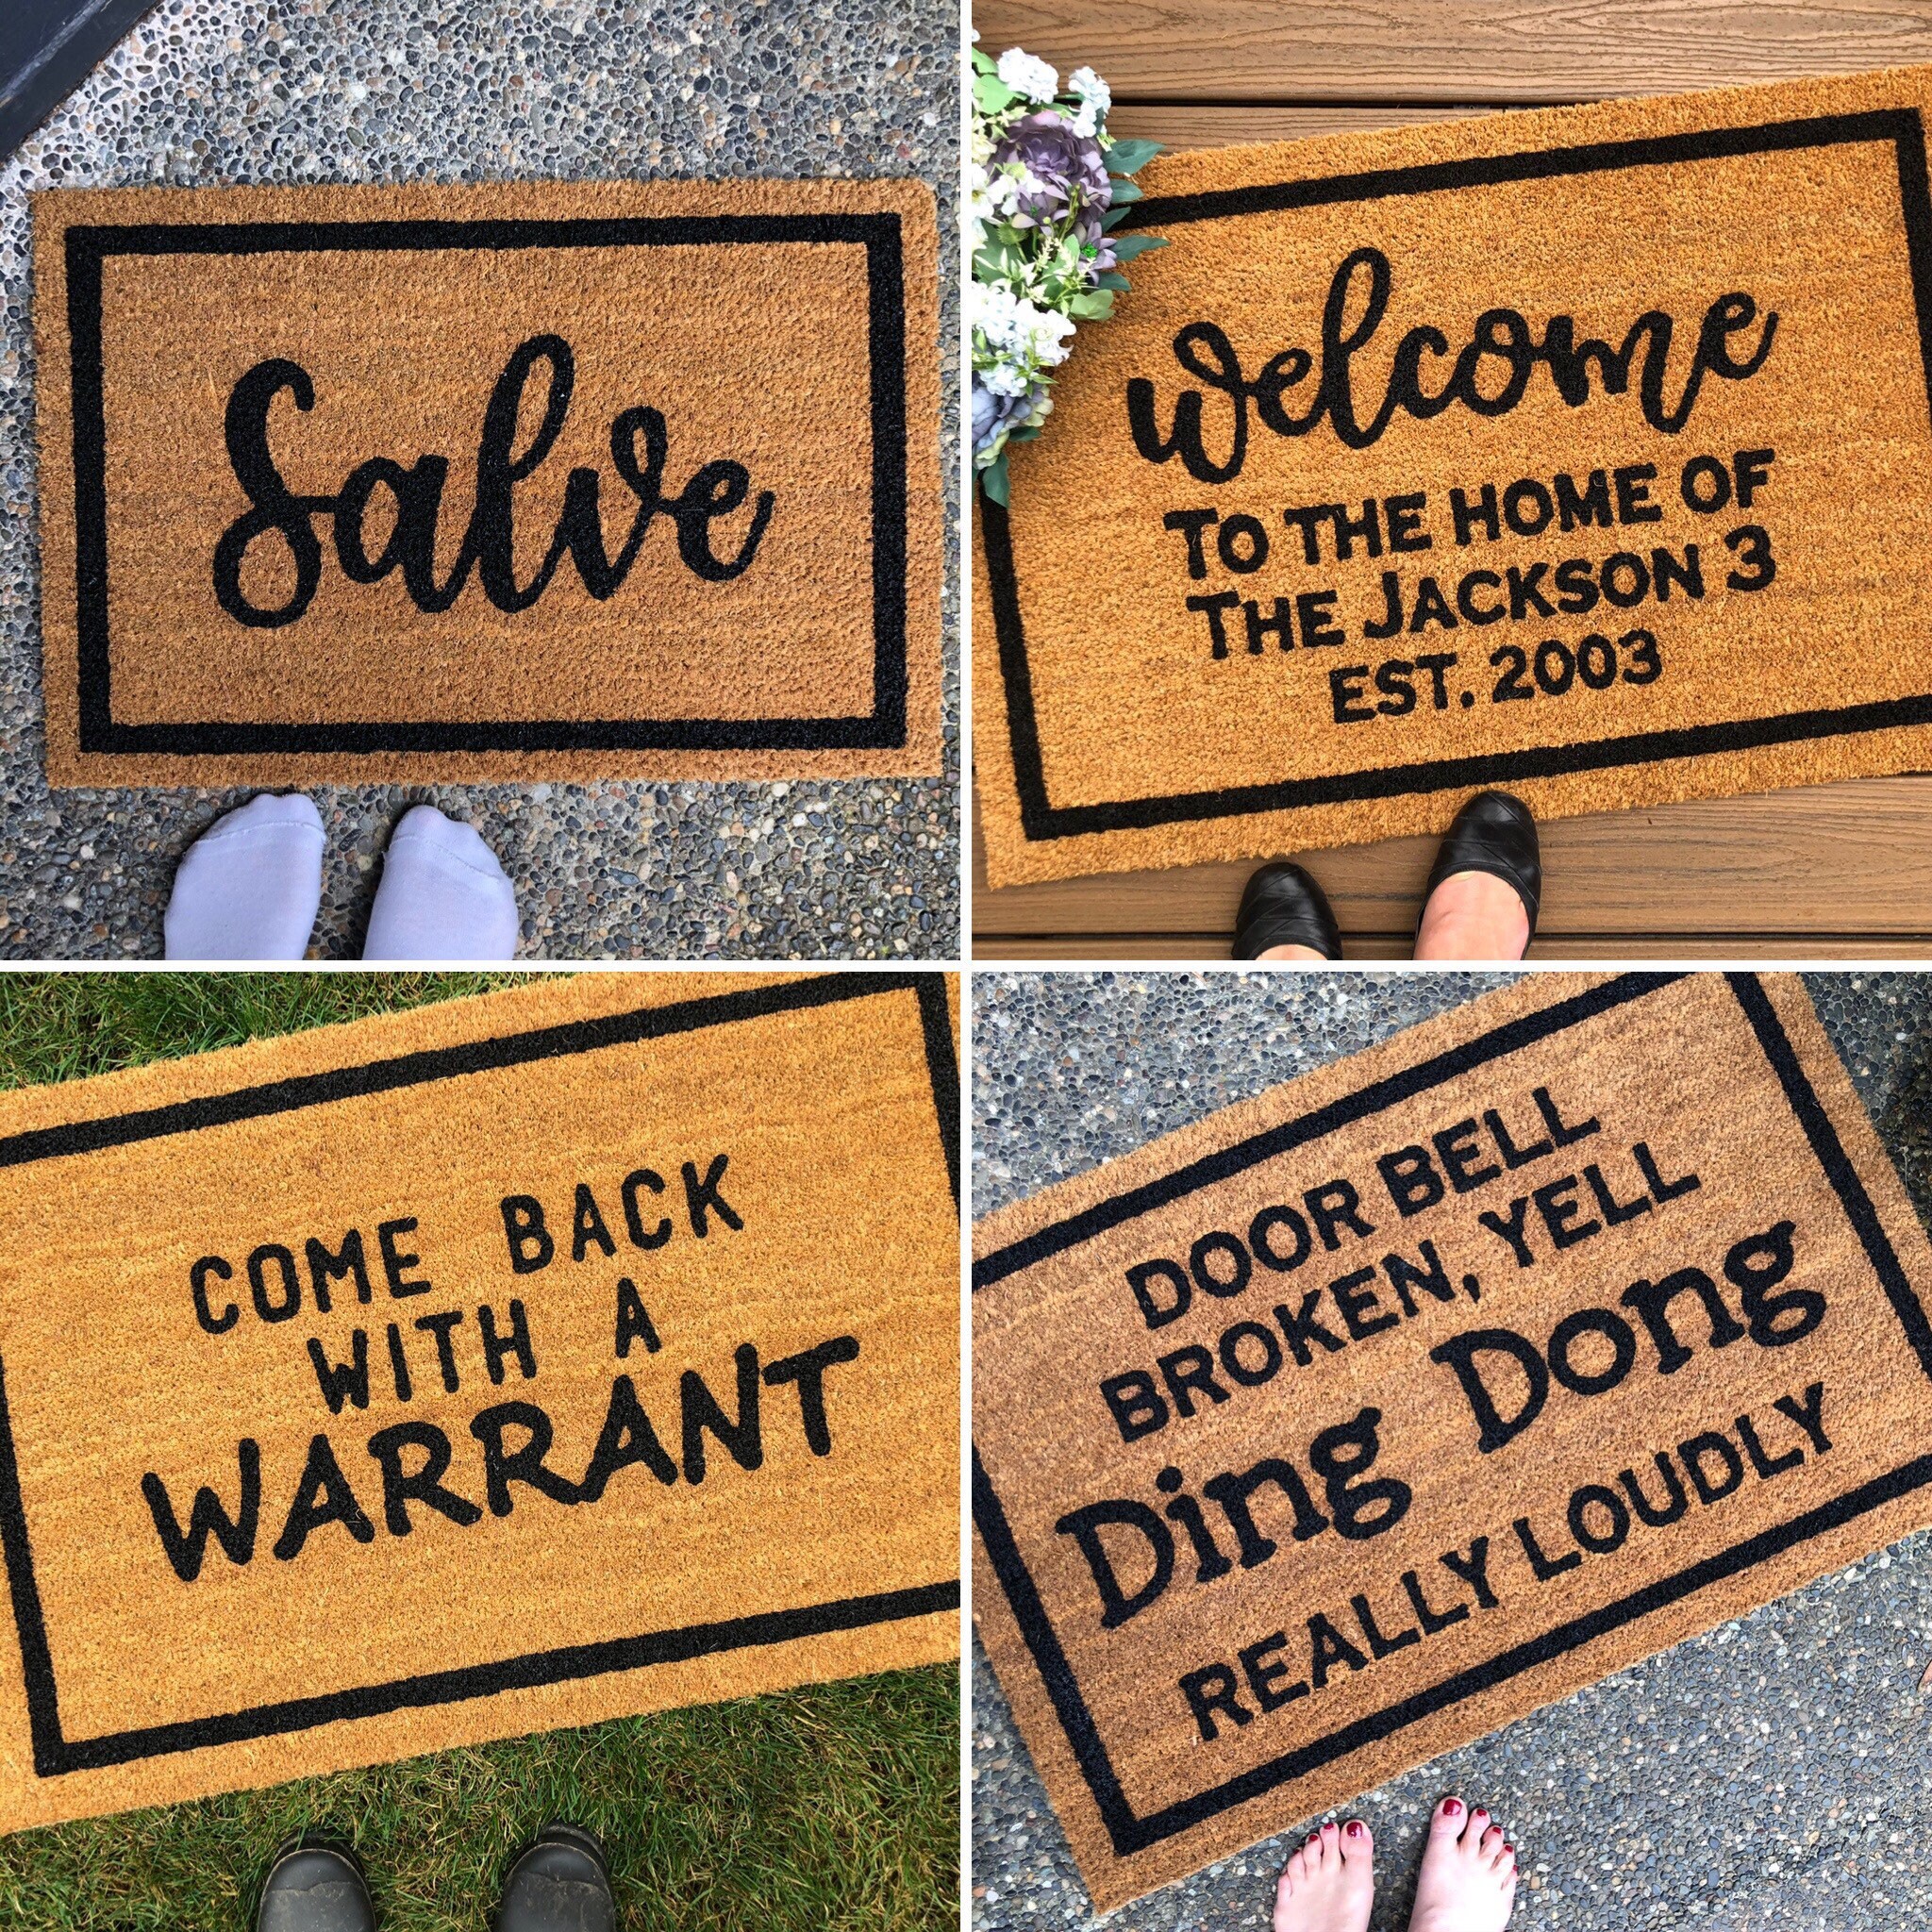 Salve
Welcome
TO THE HOME OF
THE JACKSON 3
EST. 2003
COME BACK
WITH A
WARRANT
DOOR BELL
BROKEN, YELL
Ding Dong
REALLY LOUDLY